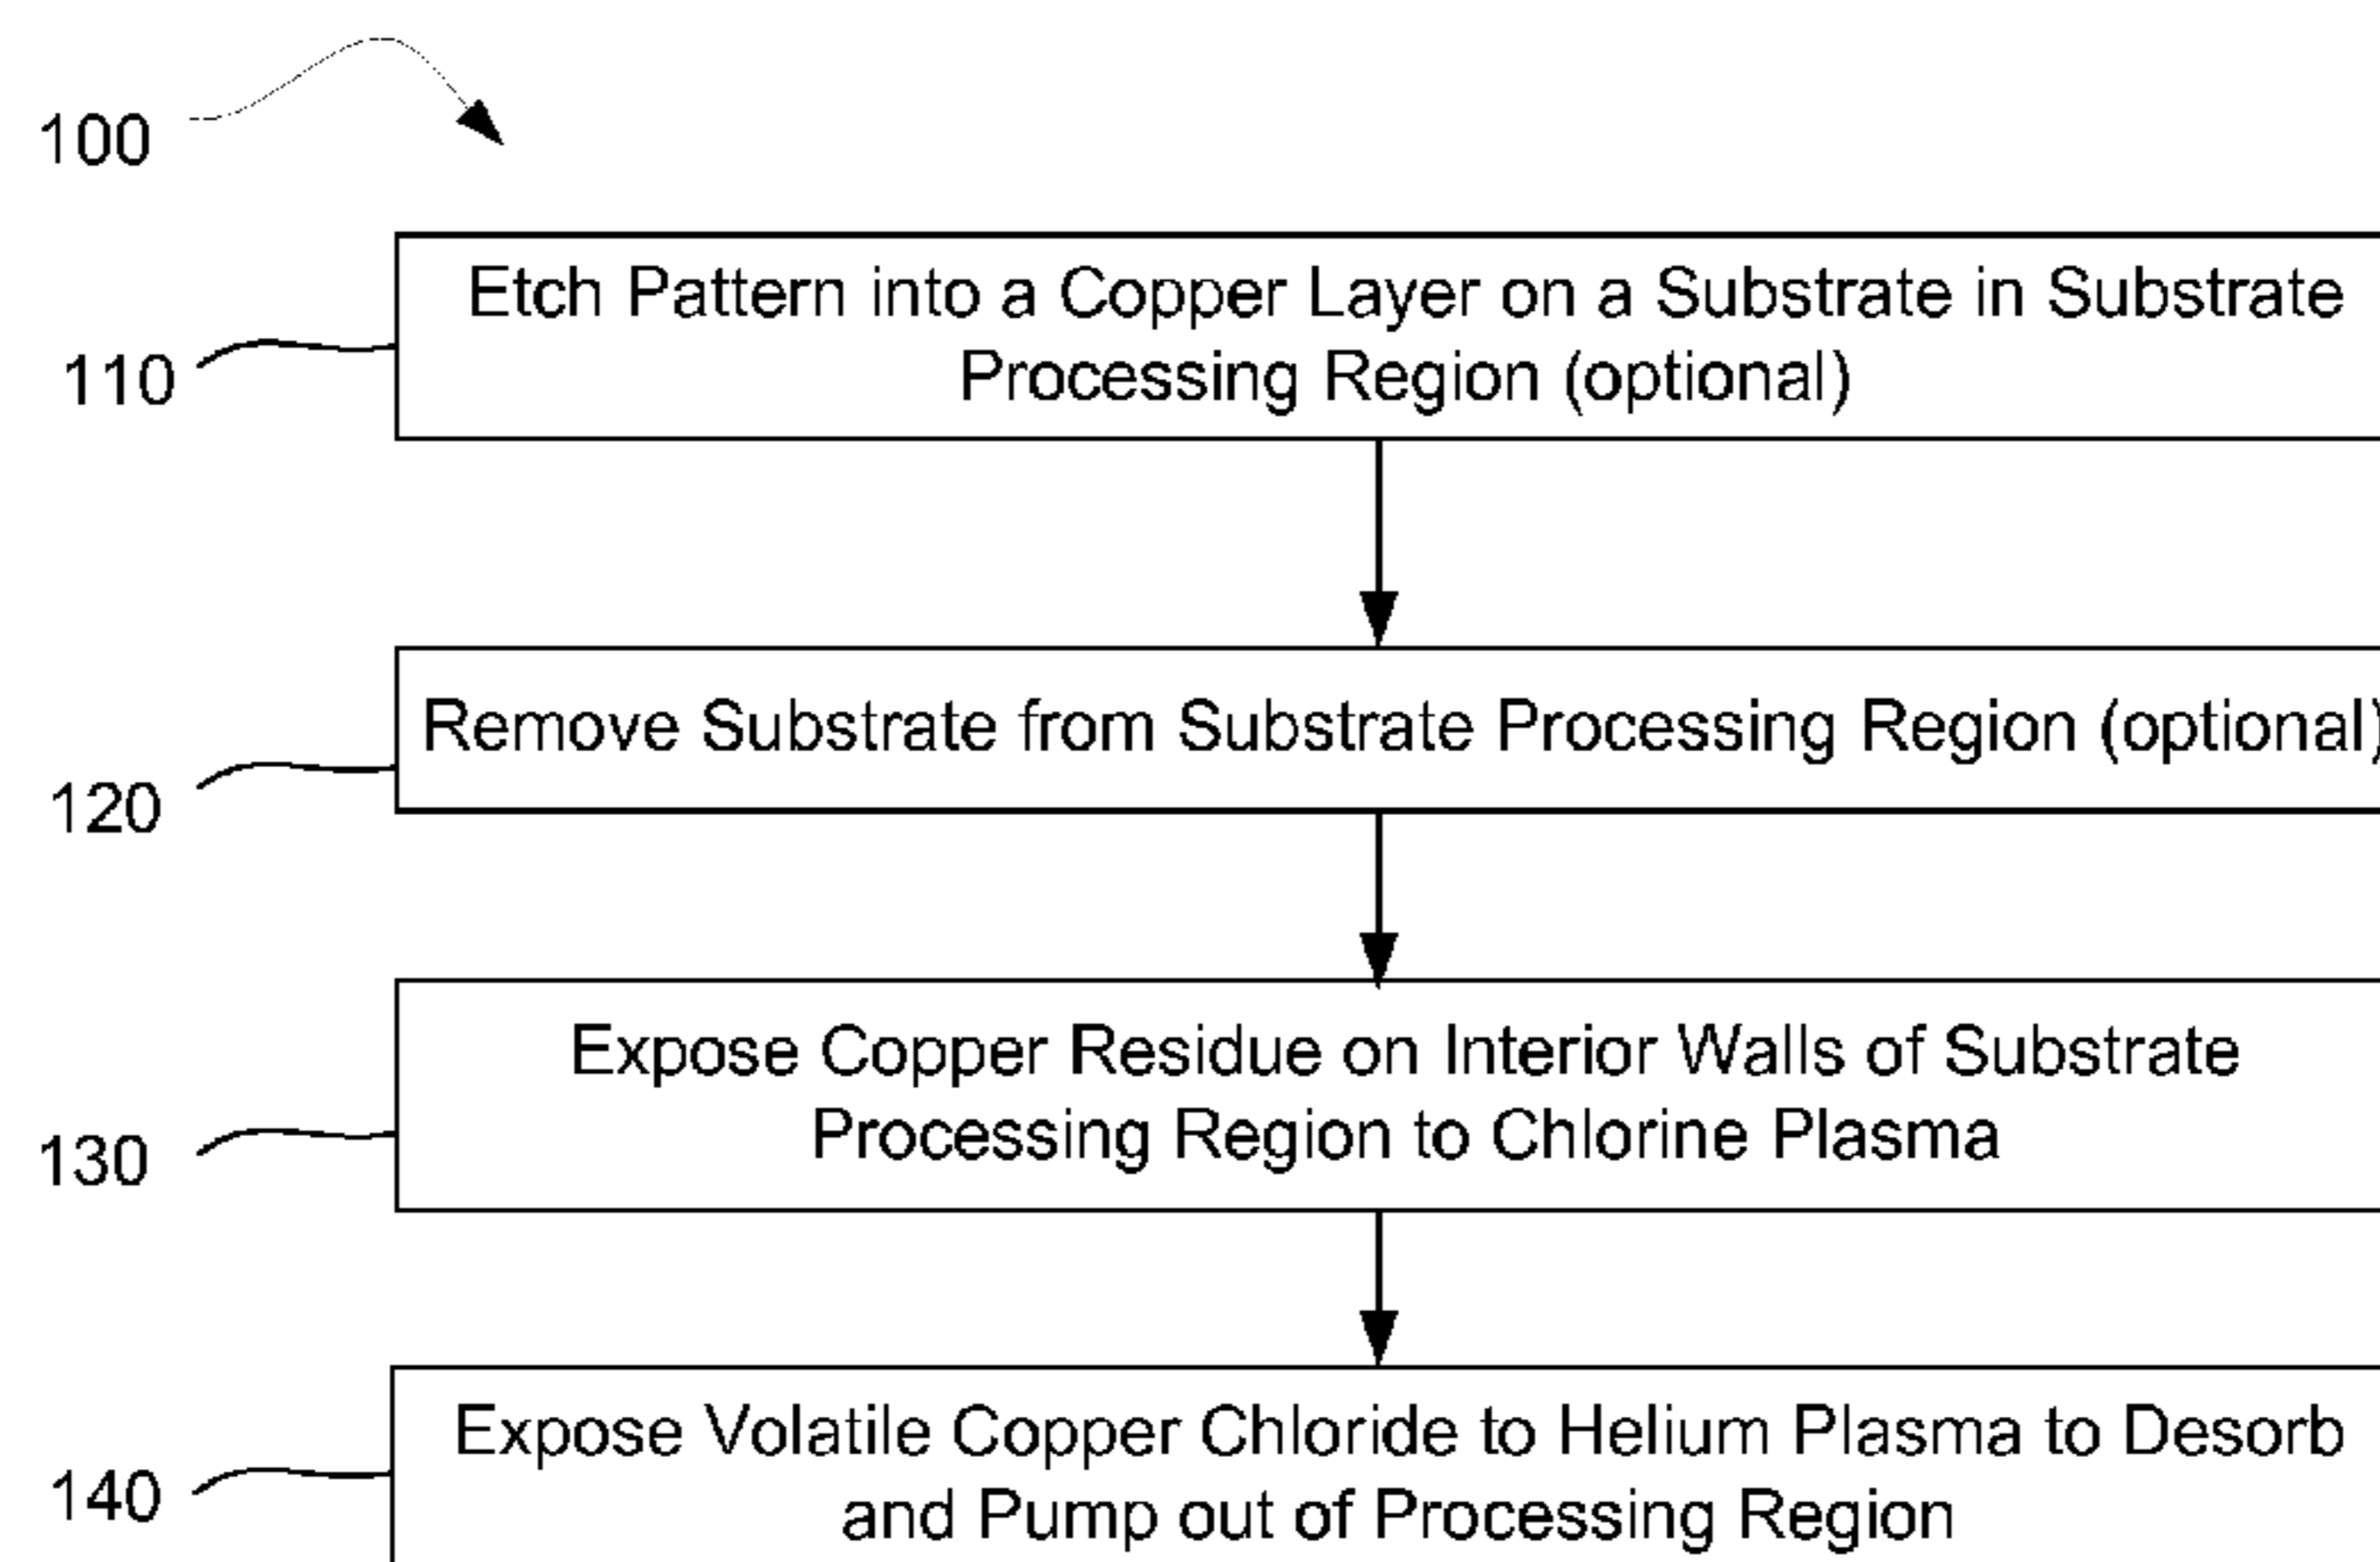 100
110
Etch Pattern into a Copper Layer on a Substrate in Substrate
Processing Region (optional)
120
Remove Substrate from Substrate Processing Region (optional)
130
Expose Copper Residue on Interior Walls of Substrate
Processing Region to Chlorine Plasma
140
Expose Volatile Copper Chloride to Helium Plasma to Desorb
and Pump out of Processing Region